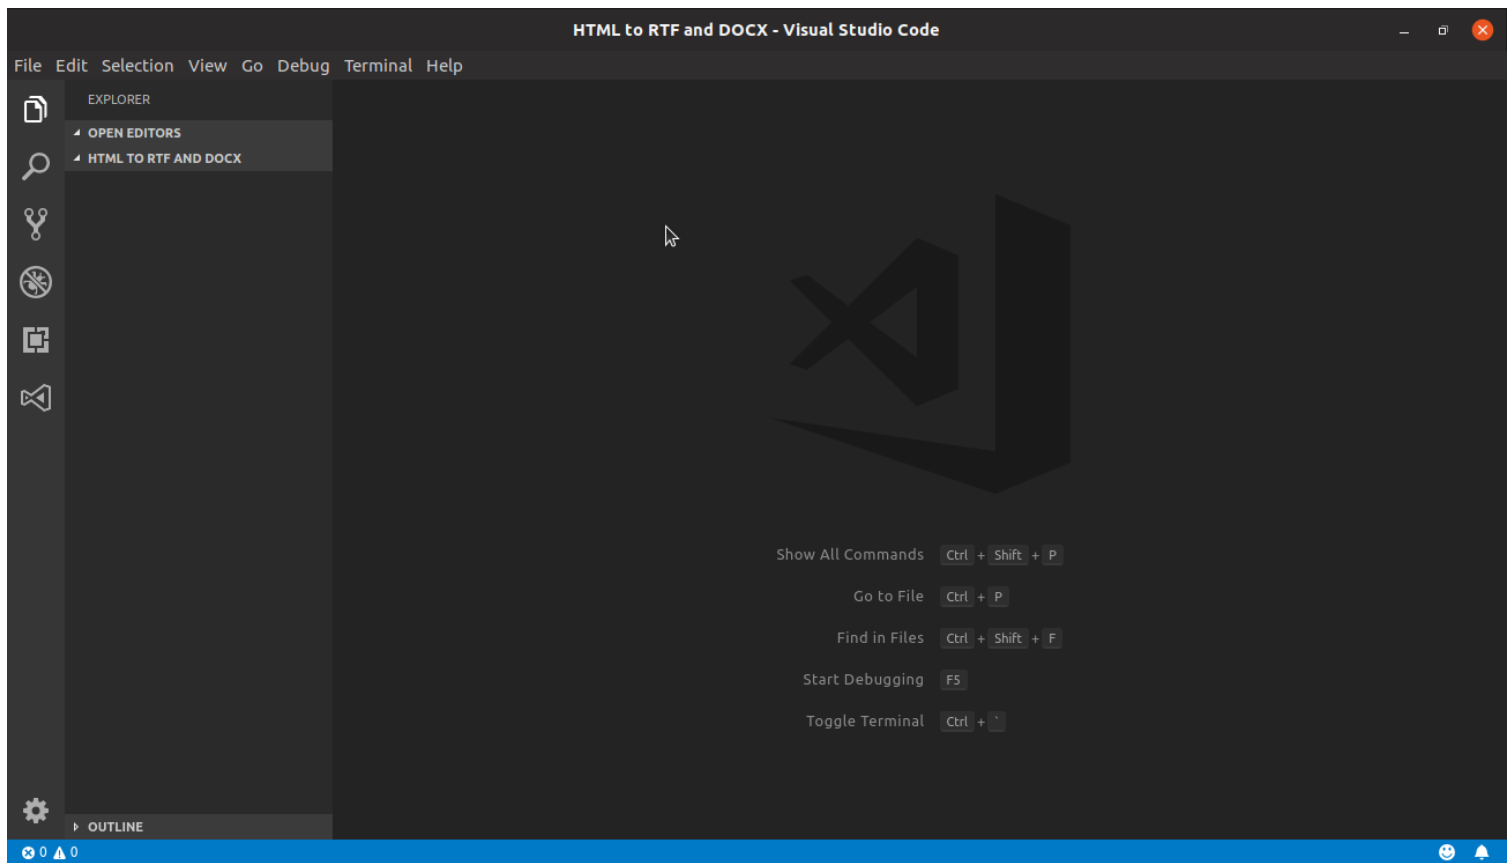 HTML to RTF and DOCX - Visual Studio Code
File Edit Selection View Go Debug Terminal Help
EXPLORER
OPEN EDITORS
HTML TO RTF AND DOCX
Show All Commands Ctrl + Shift + P
Go to File Ctrl + P
Find in Files Ctrl + Shift + F
Start Debugging F5
Toggle Terminal Ctrl + `
OUTLINE
0 0